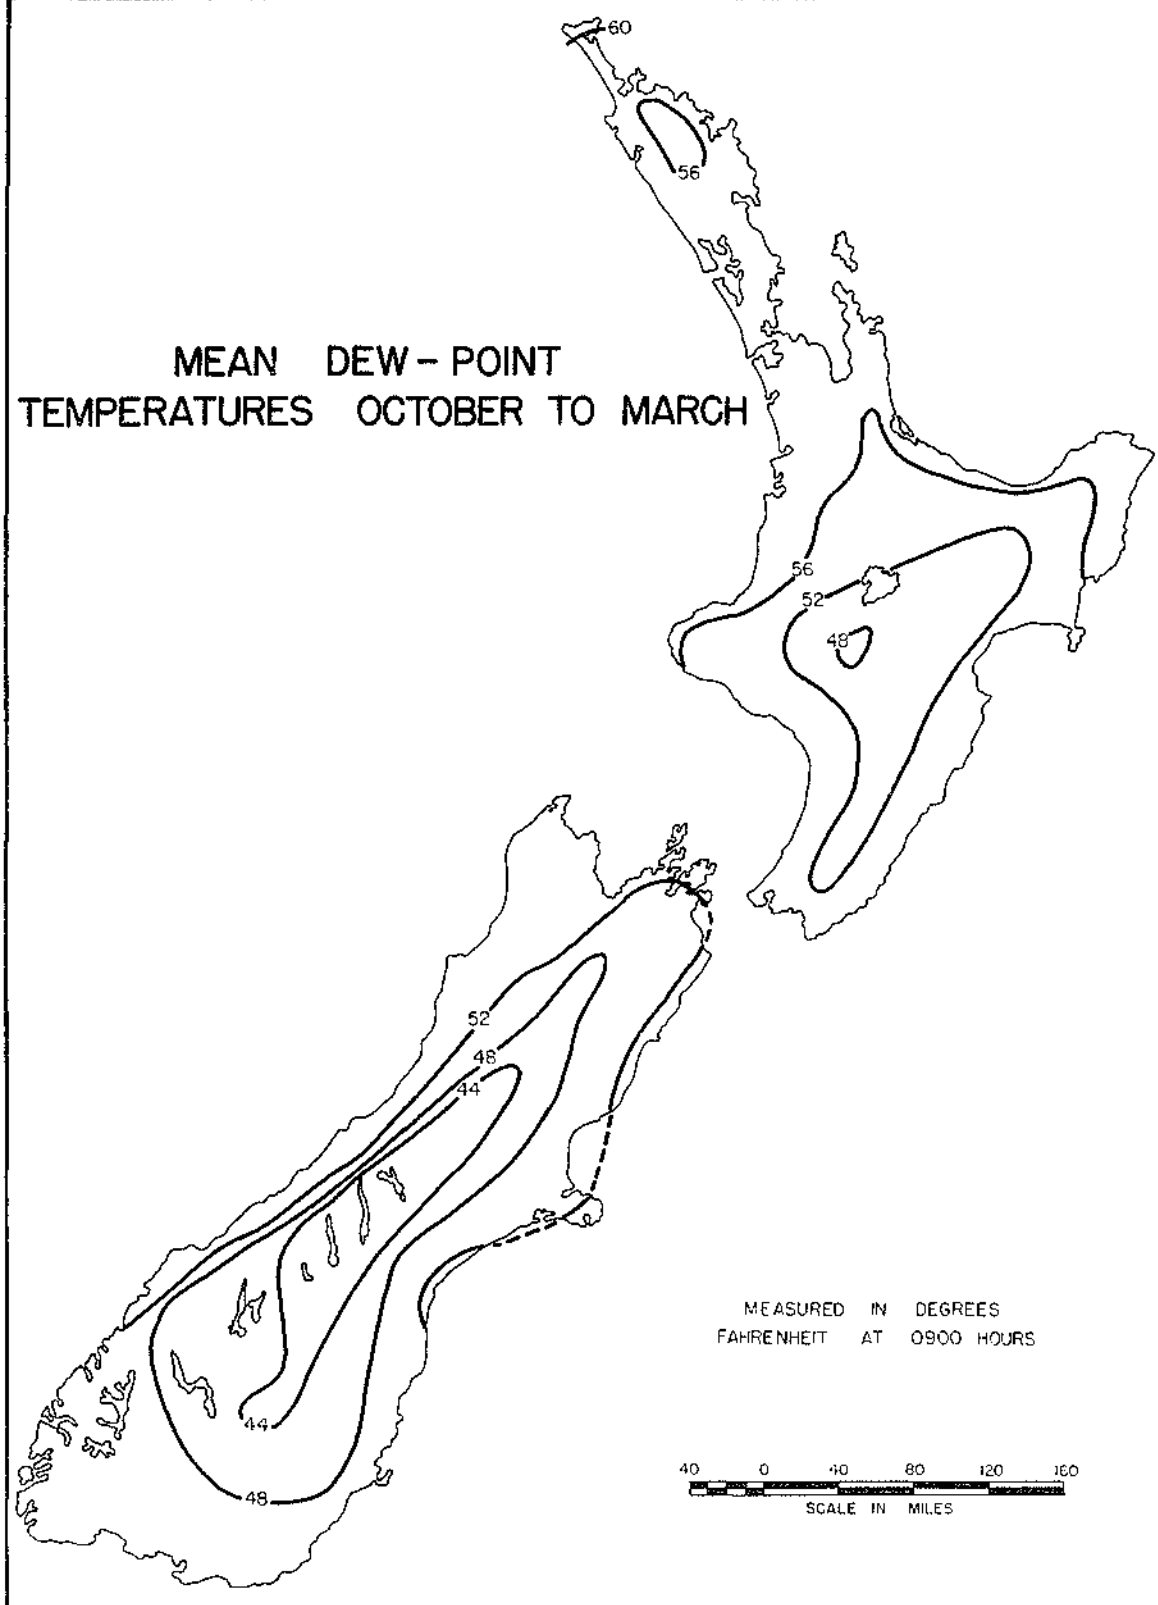 60
56
MEAN DEW-POINT
TEMPERATURES OCTOBER TO MARCH
56
52
48
52
48
44
44
48
MEASURED IN DEGREES
FAHRENHEIT AT 0900 HOURS
40 0 40 80 120 160
SCALE IN MILES